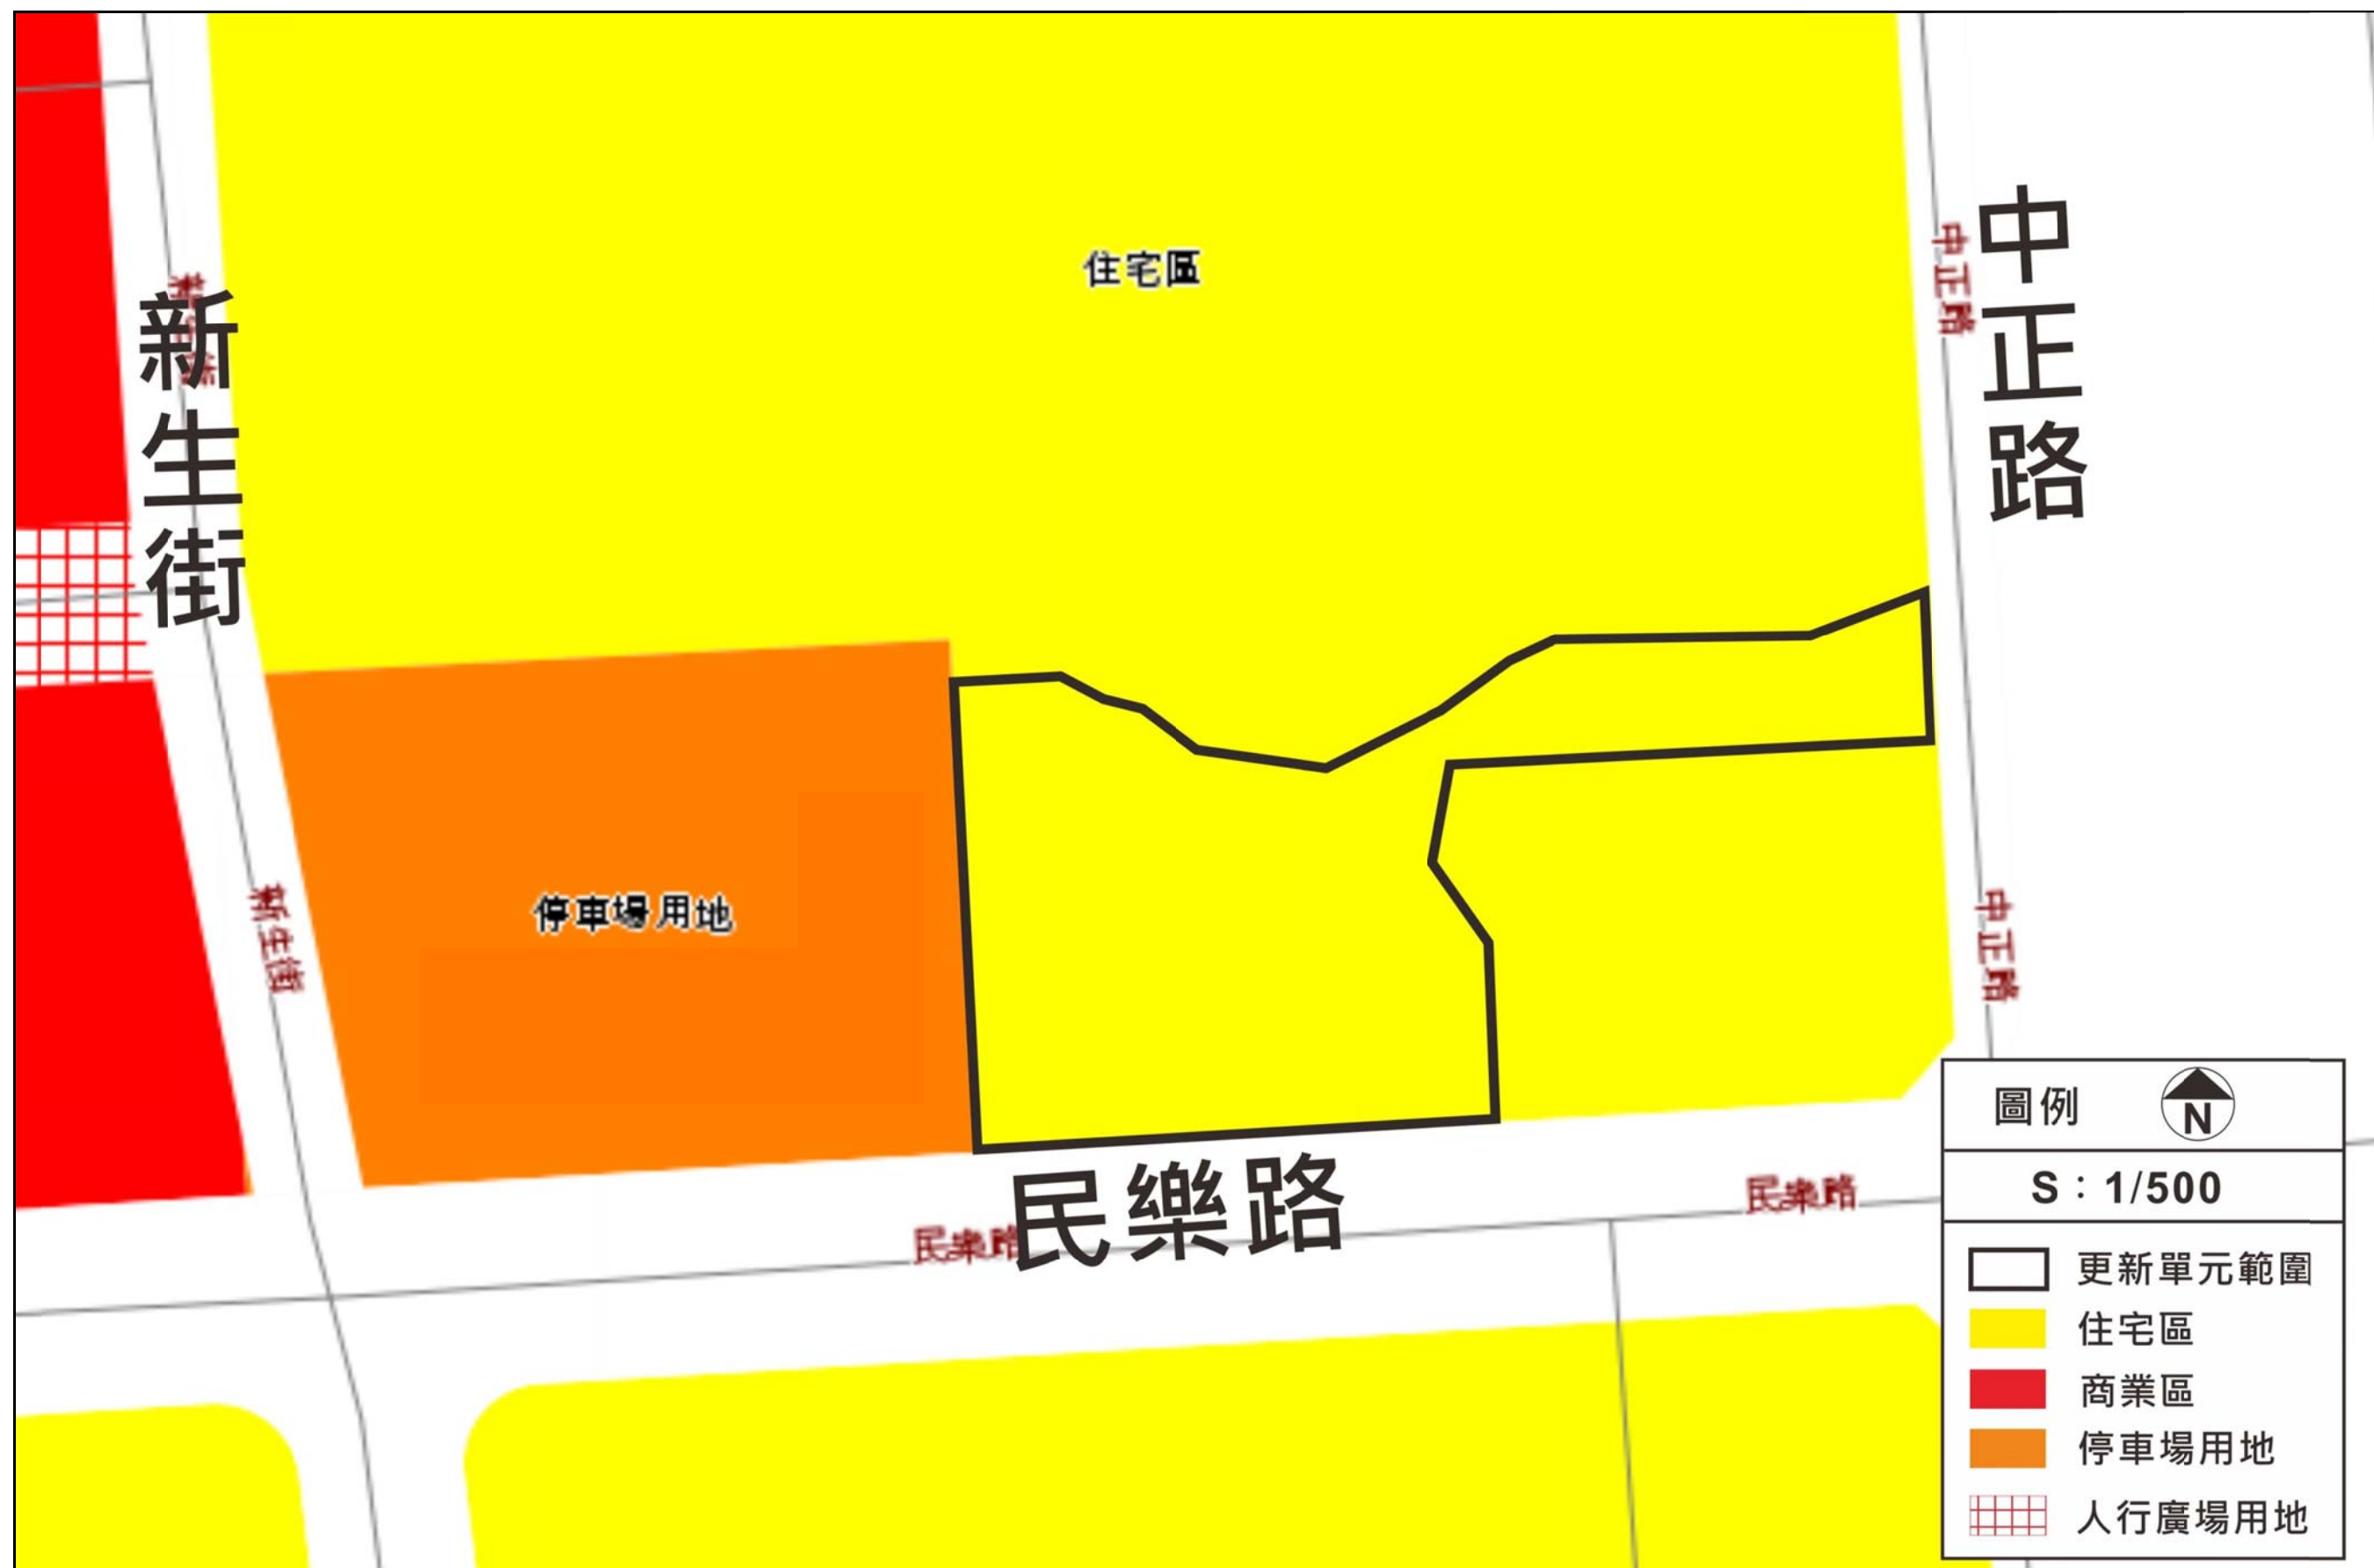 住宅區
中正路
中正路
新生街
停車場用地
新生街
中正路
民樂路
民樂路
民樂路
圖例
N
S：1/500
更新單元範圍
住宅區
商業區
停車場用地
人行廣場用地